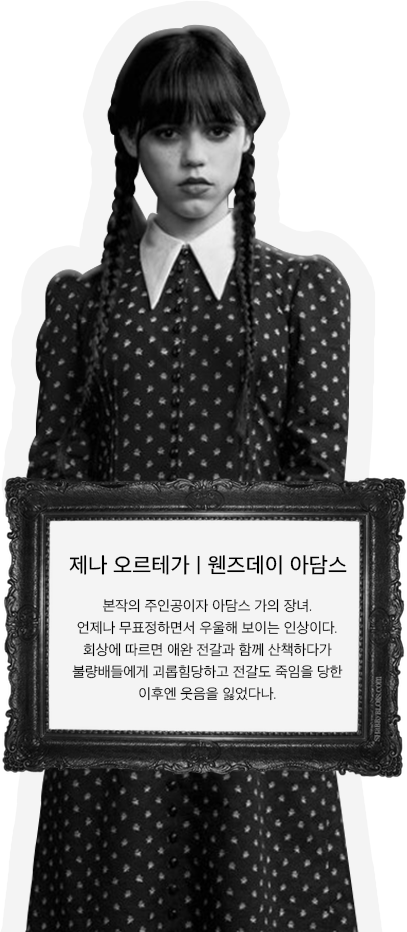 제나 오르테가 | 웬즈데이 아담스
본작의 주인공이자 아담스 가의 장녀.
언제나 무표정하면서 우울해 보이는 인상이다.
회상에 따르면 애완 전갈과 함께 산책하다가
불량배들에게 괴롭힘당하고 전갈도 죽임을 당한
이후엔 웃음을 잃었다나.